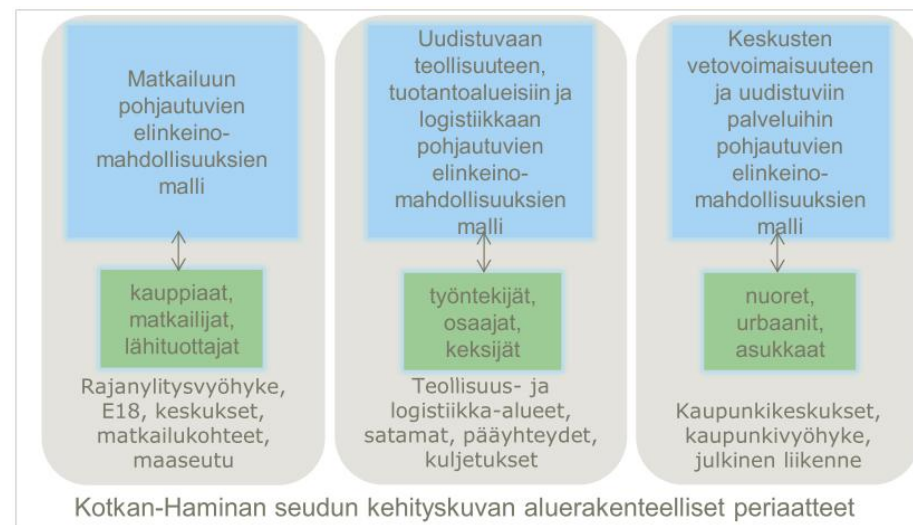 Matkailuun
pohjautuvien
elinkeino-
mahdollisuuksien
malli
kauppiaat,
matkailijat,
lähituottajat
Rajanylitysvyöhyke,
E18, keskukset,
matkailukohteet,
maaseutu
Uudistuvaan
teollisuuteen,
tuotantoalueisiin ja
logistiikkaan
pohjautuvien
elinkeino-
mahdollisuuksien
malli
työntekijät,
osaajat,
keksijät
Teollisuus- ja
logistiikka-alueet,
satamat, pääyhteydet,
kuljetukset
Keskusten
vetovoimaisuuteen
ja uudistuviin
palveluihin
pohjautuvien
elinkeino-
mahdollisuuksien
malli
nuoret,
urbaanit,
asukkaat
Kaupunkikeskukset,
kaupunkivyöhyke,
julkinen liikenne
Kotkan-Haminan seudun kehityskuvan aluerakenteelliset periaatteet